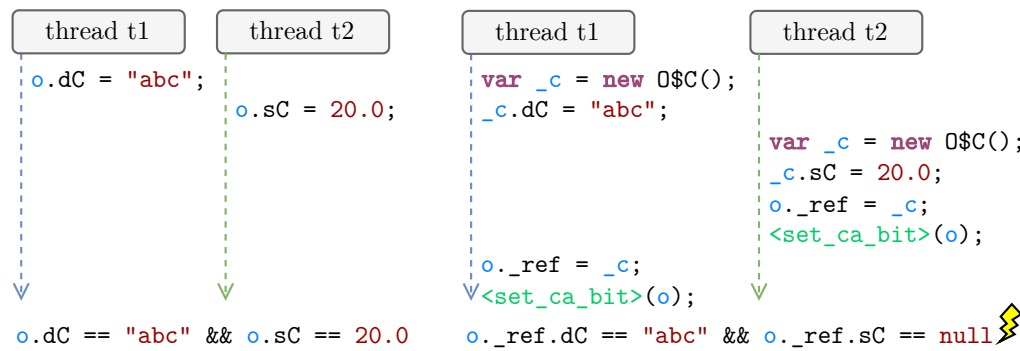 thread t1
thread t2
o.dC = "abc";
o.sC = 20.0;
o.dC == "abc" && o.sC == 20.0
thread t1
thread t2
var _c = new O$C();
_c.dC = "abc";
var _c = new O$C();
_c.sC = 20.0;
o._ref = _c;
<set_ca_bit>(o);
o._ref = _c;
<set_ca_bit>(o);
o._ref.dC == "abc" && o._ref.sC == null